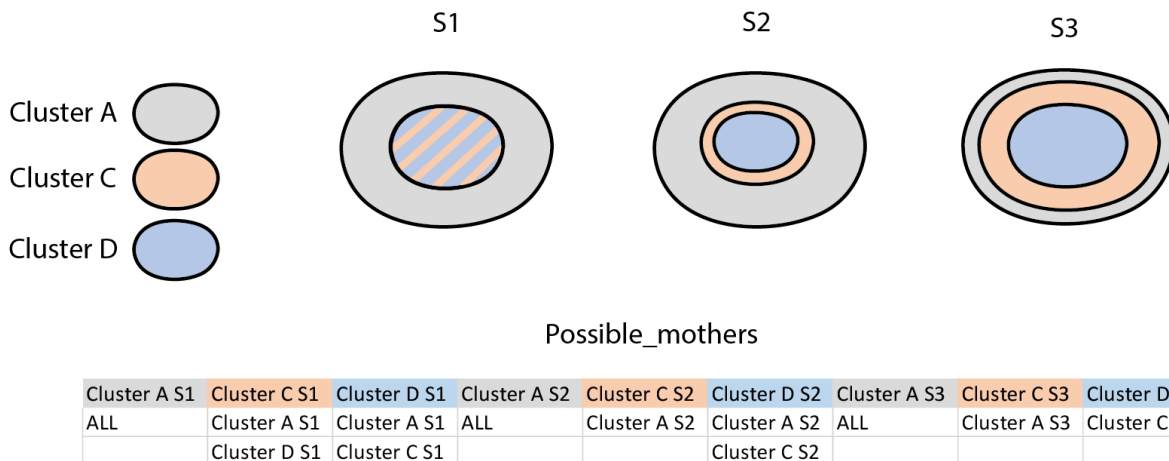 S1 S2 S3
Cluster A
Cluster C
Cluster D
Possible_mothers
Cluster A S1 Cluster C S1 Cluster D S1 Cluster A S2 Cluster C S2 Cluster D S2 Cluster A S3 Cluster C S3 Cluster D
ALL Cluster A S1 Cluster A S1 ALL Cluster A S2 Cluster A S2 ALL Cluster A S3 Cluster C
Cluster D S1 Cluster C S1 Cluster C S2